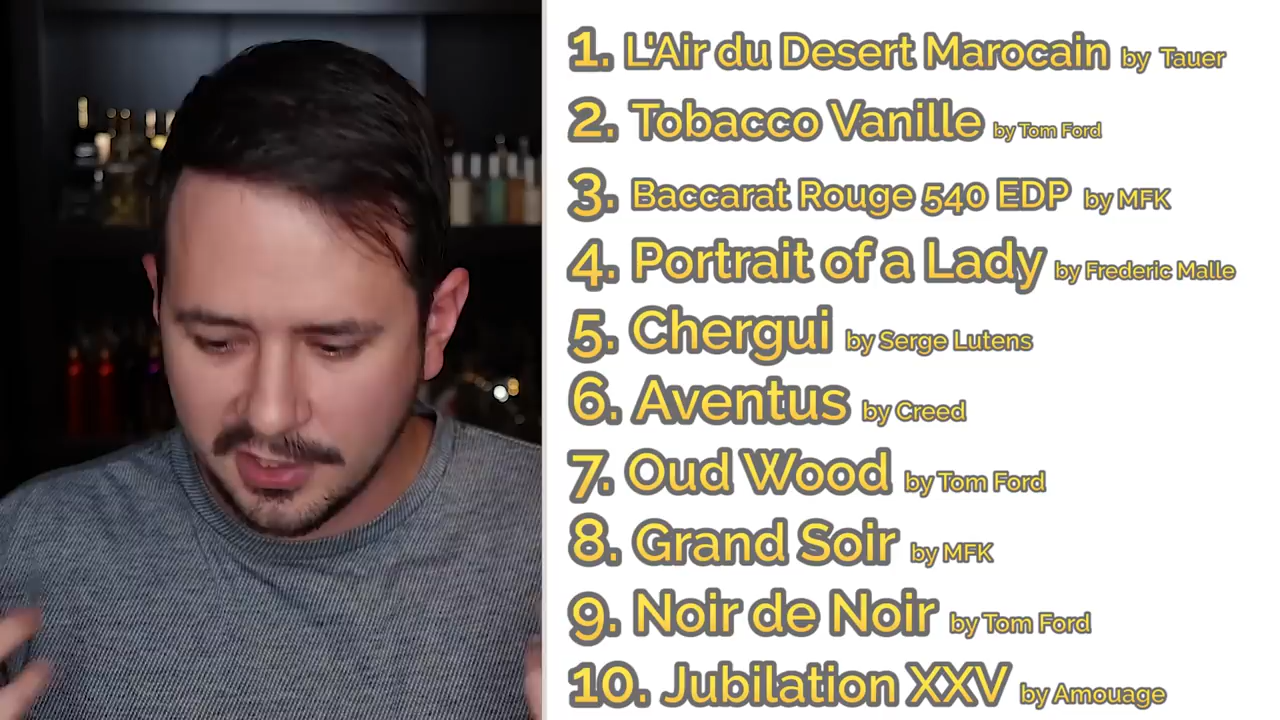 1. L'Air du Desert Marocain by Tauer
2. Tobacco Vanille by Tom Ford
3. Baccarat Rouge 540 EDP by MFK
4. Portrait of a Lady by Frederic Malle
5. Chergui by Serge Lutens
6. Aventus by Creed
7. Oud Wood by Tom Ford
8. Grand Soir by MFK
9. Noir de Noir by Tom Ford
10. Jubilation XXV by Amouage